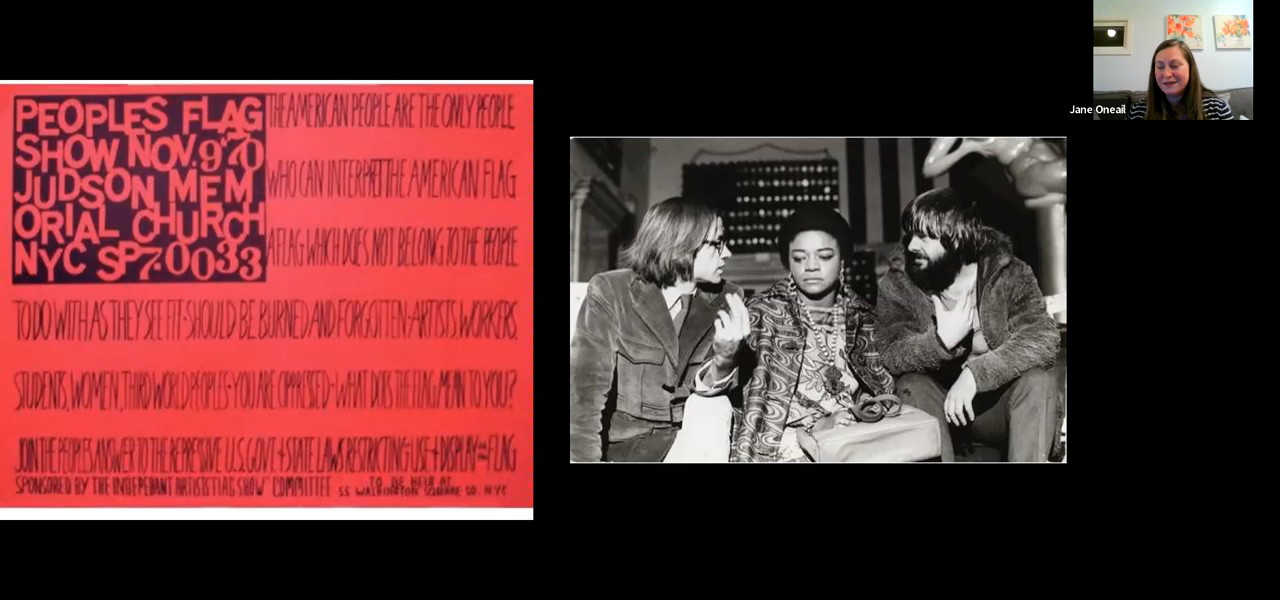 PEOPLES FLAG
SHOW NOV. 9 '70
JUDSON MEM
ORIAL CHURCH
NYC SP7-0033
THE AMERICAN PEOPLE ARE THE ONLY PEOPLE
WHO CAN INTERPRET THE AMERICAN FLAG
A FLAG WHICH DOES NOT BELONG TO THE PEOPLE
TO DO WITH AS THEY SEE FIT-SHOULD BE BURNED AND FORGOTTEN-ARTISTS, WORKERS,
STUDENTS, WOMEN, THIRD WORLD PEOPLES-YOU ARE OPPRESSED-WHAT DOES THE FLAG MEAN TO YOU?
JOIN THE PEOPLES ANSWER TO THE REPRESSIVE U.S. GOVT. + STATE LAWS RESTRICTING USE + DISPLAY OF FLAG
SPONSORED BY THE INDEPENDANT ARTISTS FLAG SHOW COMMITTEE TO BE HELD AT
55 WASHINGTON SQUARE SO. NYC
Jane Oneail